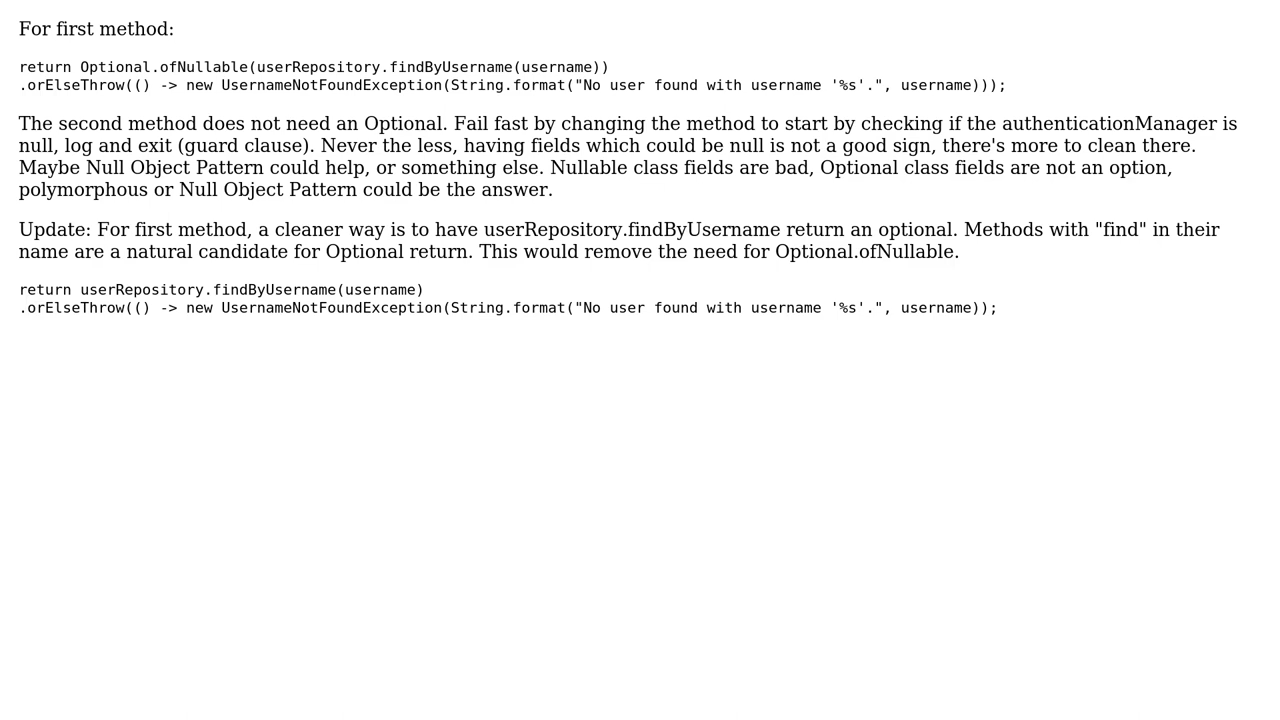 For first method:
return Optional.ofNullable(userRepository.findByUsername(username))
.orElseThrow(() -> new UsernameNotFoundException(String.format("No user found with username '%s'.", username)));
The second method does not need an Optional. Fail fast by changing the method to start by checking if the authenticationManager is
null, log and exit (guard clause). Never the less, having fields which could be null is not a good sign, there's more to clean there.
Maybe Null Object Pattern could help, or something else. Nullable class fields are bad, Optional class fields are not an option,
polymorphous or Null Object Pattern could be the answer.
Update: For first method, a cleaner way is to have userRepository.findByUsername return an optional. Methods with "find" in their
name are a natural candidate for Optional return. This would remove the need for Optional.ofNullable.
return userRepository.findByUsername(username)
.orElseThrow(() -> new UsernameNotFoundException(String.format("No user found with username '%s'.", username));